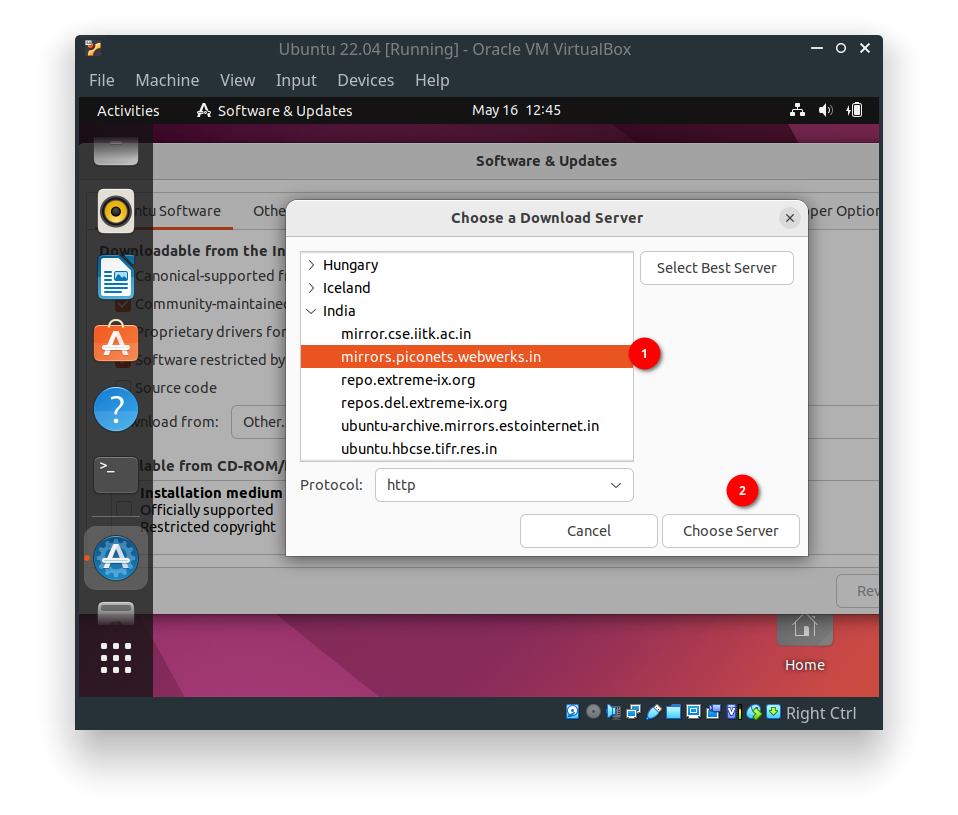 Ubuntu 22.04 [Running] - Oracle VM VirtualBox
File Machine View Input Devices Help
Activities Software & Updates May 16 12:45
Software & Updates
ntu Software Othe per Option
Choose a Download Server
Downloadable from the In
Canonical-supported f
Community-maintained
Proprietary drivers for
Software restricted by
Source code
nload from: Other.
lable from CD-ROM/
Installation medium
Officially supported
Restricted copyright
Hungary
Iceland
India
mirror.cse.iitk.ac.in
mirrors.piconets.webwerks.in
1
repo.extreme-ix.org
repos.del.extreme-ix.org
ubuntu-archive.mirrors.estointernet.in
ubuntu.hbcse.tifr.res.in
Select Best Server
Protocol: http
2
Cancel Choose Server
Rev
>_
?
Home
Right Ctrl